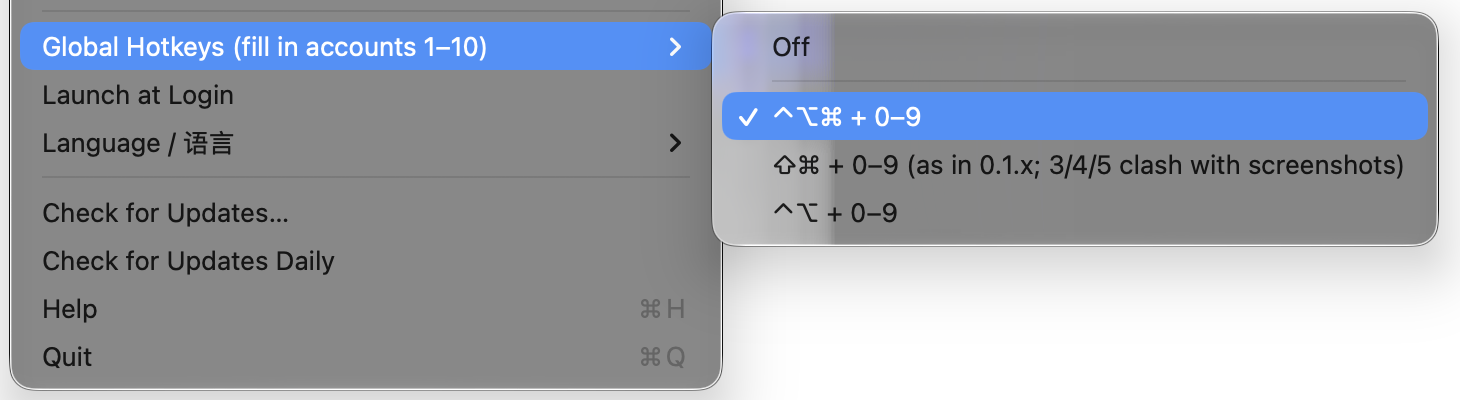 Global Hotkeys (fill in accounts 1–10)
Launch at Login
Language / 语言
Check for Updates...
Check for Updates Daily
Help ⌘H
Quit ⌘Q
Off
✓ ^⌥⌘ + 0–9
⇧⌘ + 0–9 (as in 0.1.x; 3/4/5 clash with screenshots)
^⌥ + 0–9